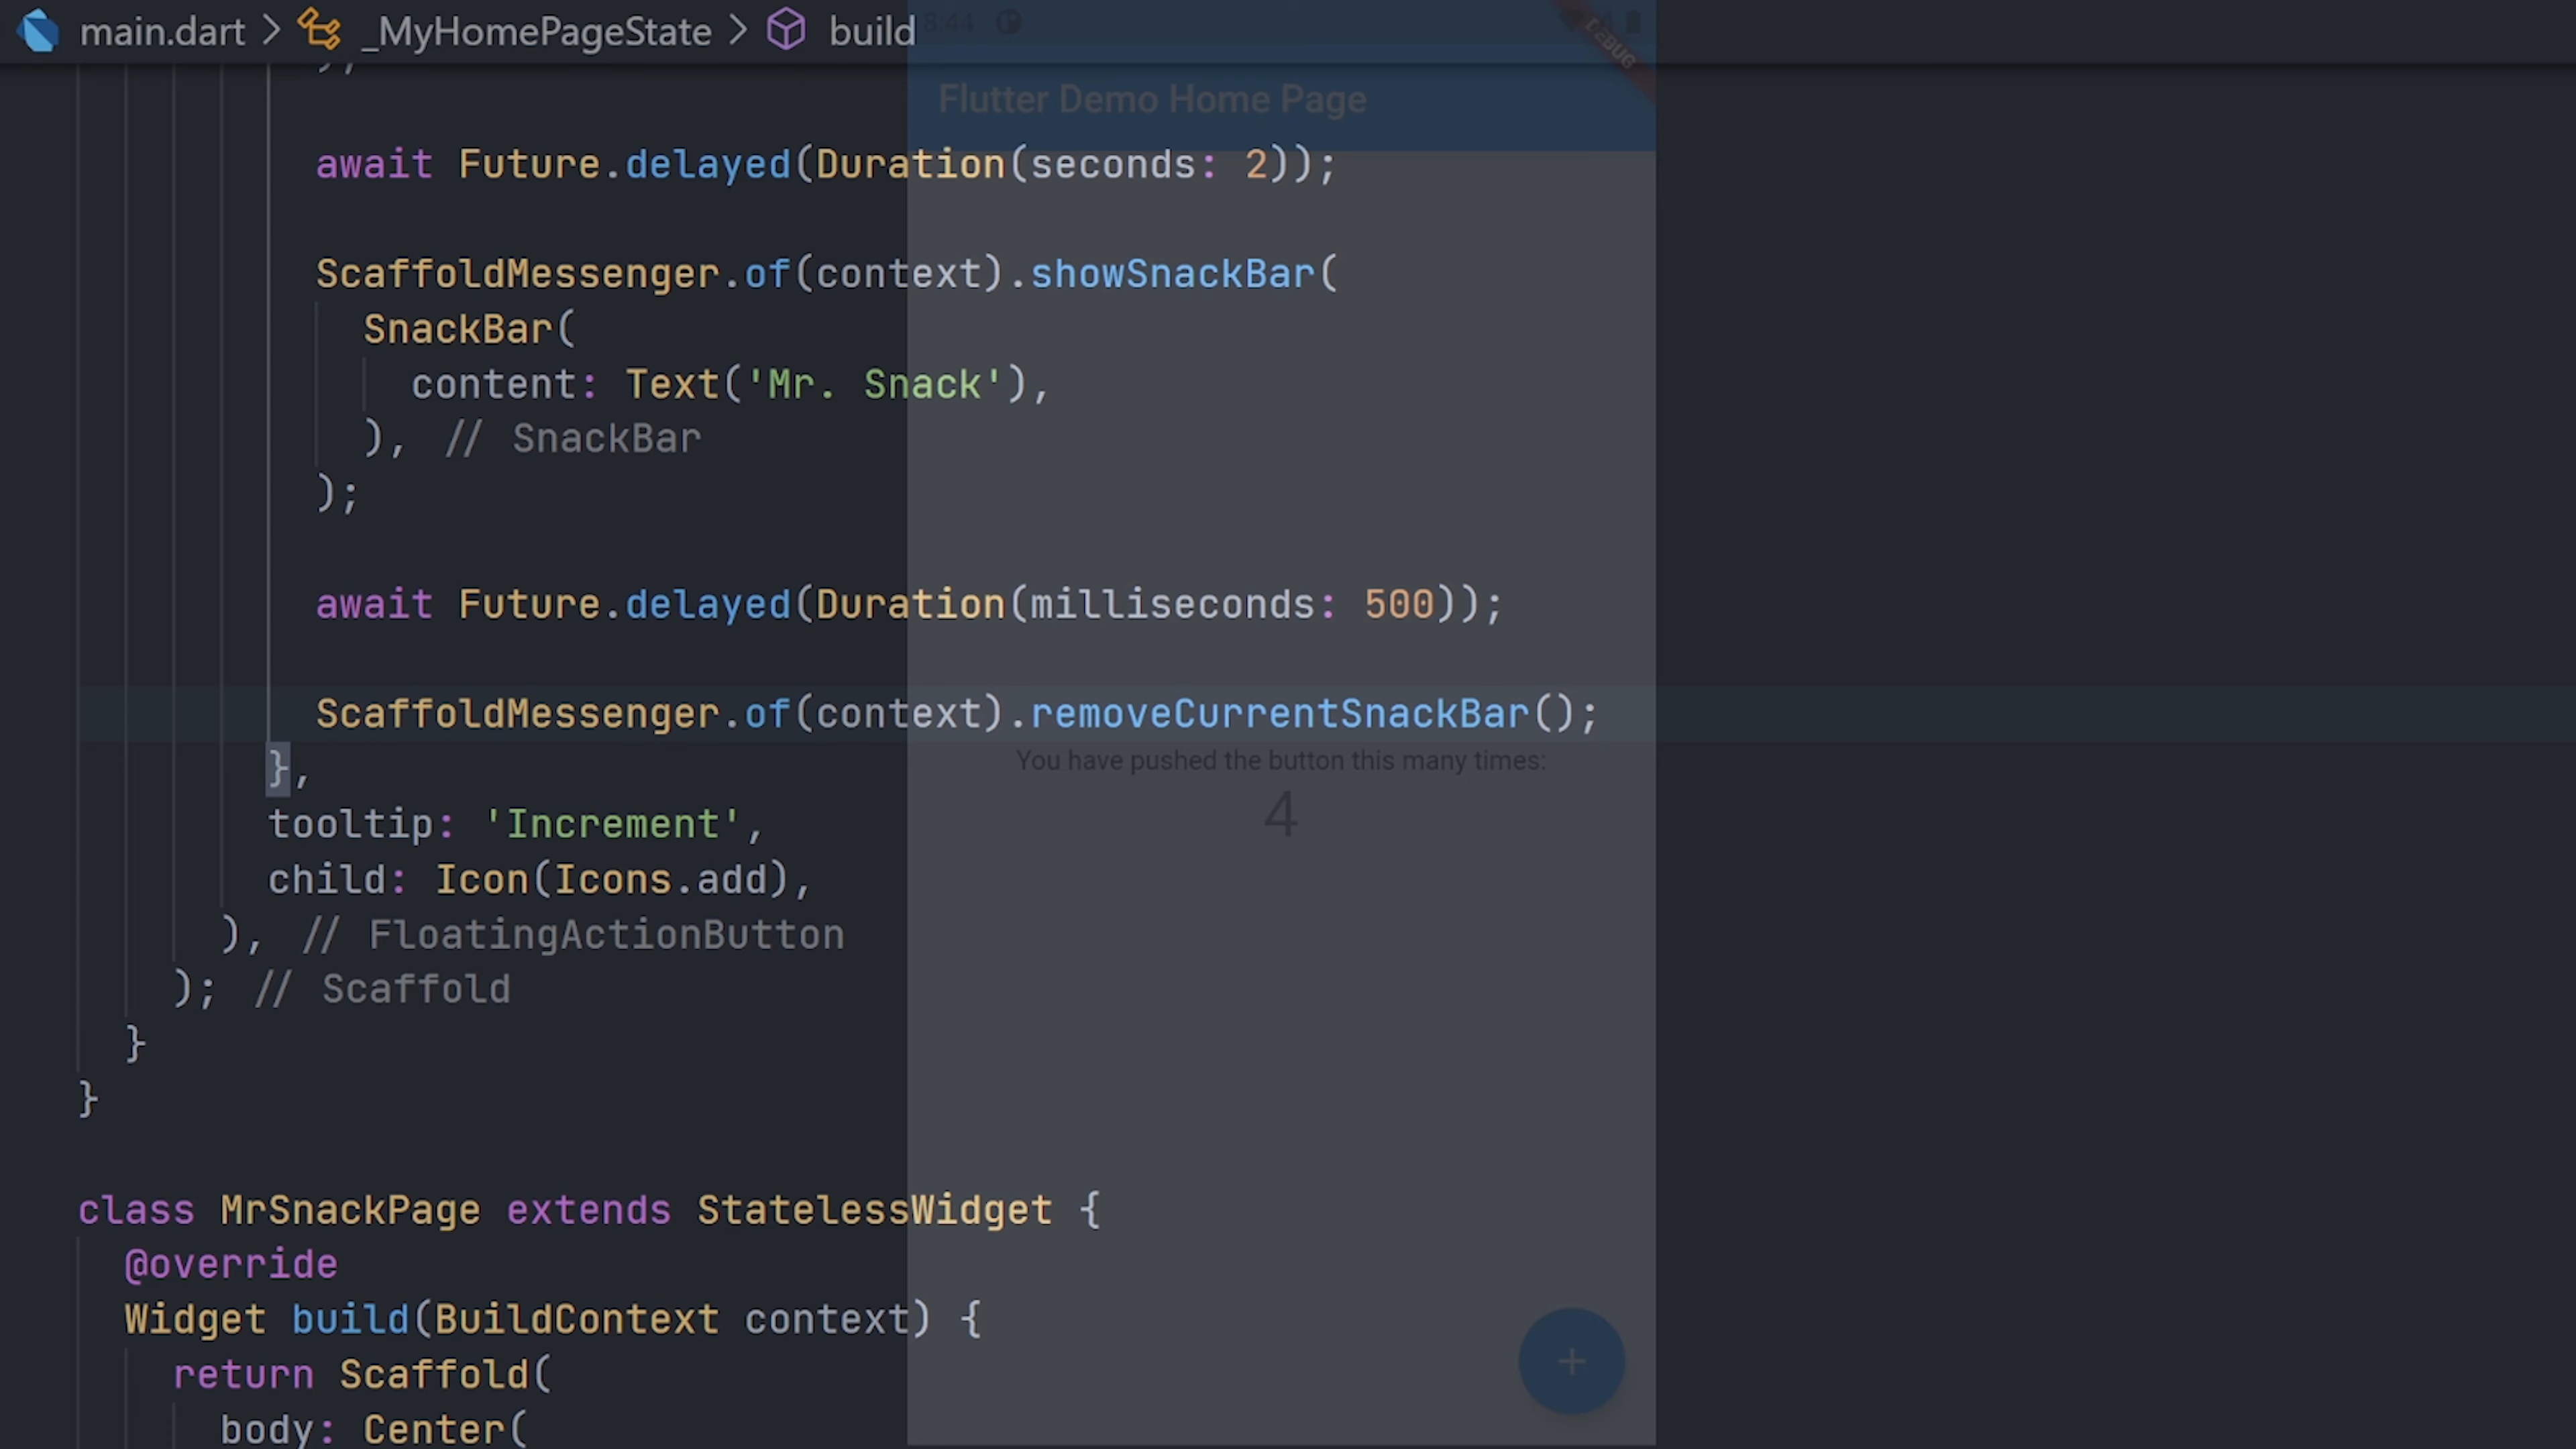 main.dart > _MyHomePageState > build
8:44
DEBUG
Flutter Demo Home Page
await Future.delayed(Duration(seconds: 2));
ScaffoldMessenger.of(context).showSnackBar(
SnackBar(
content: Text('Mr. Snack'),
), // SnackBar
);
await Future.delayed(Duration(milliseconds: 500));
ScaffoldMessenger.of(context).removeCurrentSnackBar();
You have pushed the button this many times:
},
4
tooltip: 'Increment',
child: Icon(Icons.add),
), // FloatingActionButton
); // Scaffold
}
}
class MrSnackPage extends StatelessWidget {
@override
Widget build(BuildContext context) {
return Scaffold(
body: Center(